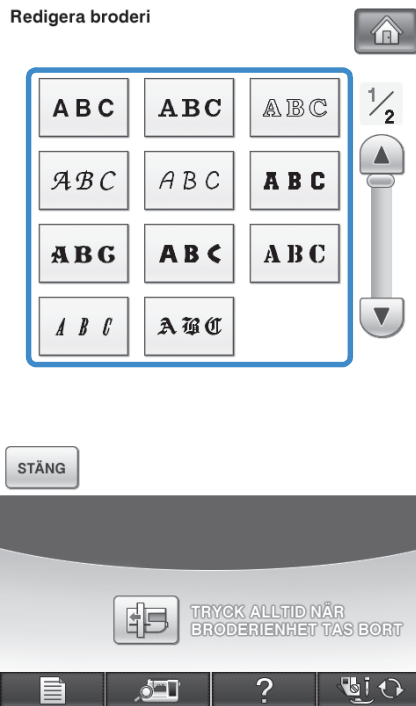 Redigera broderi
ABC ABC ABC
1/2
ABC ABC ABC
ABC ABC ABC
ABC ABC
STÄNG
TRYCK ALLTID NÄR
BRODERIENHET TAS BORT
?
i